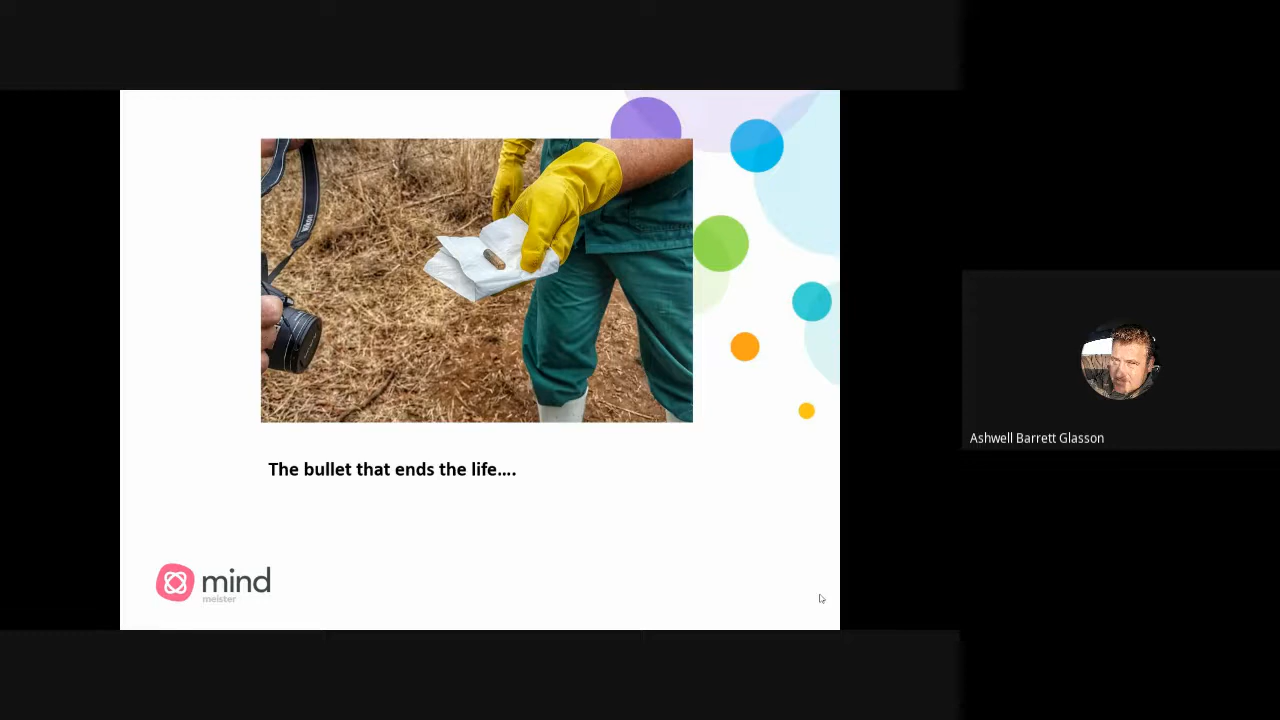 The bullet that ends the life....
mind
meister
Ashwell Barrett Glasson